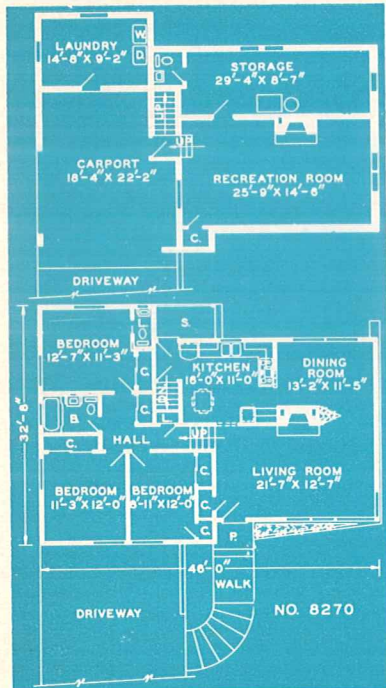 LAUNDRY
14'-8" X 9'-2"
W.
D.
STORAGE
29'-4" X 8'-7"
UP
CARPORT
18'-4" X 22'-2"
UP
RECREATION ROOM
25'-9" X 14'-6"
C.
DRIVEWAY
BEDROOM
12'-7" X 11'-3"
S.
KITCHEN
16'-0" X 11'-0"
DINING
ROOM
13'-2" X 11'-5"
C.
C.
B.
D.
L.
32'-8"
C.
HALL
UP
BEDROOM
11'-3" X 12'-0"
BEDROOM
8'-11" X 12'-0
C.
C.
C.
LIVING ROOM
21'-7" X 12'-7"
P.
46'-0"
WALK
DRIVEWAY
NO. 8270